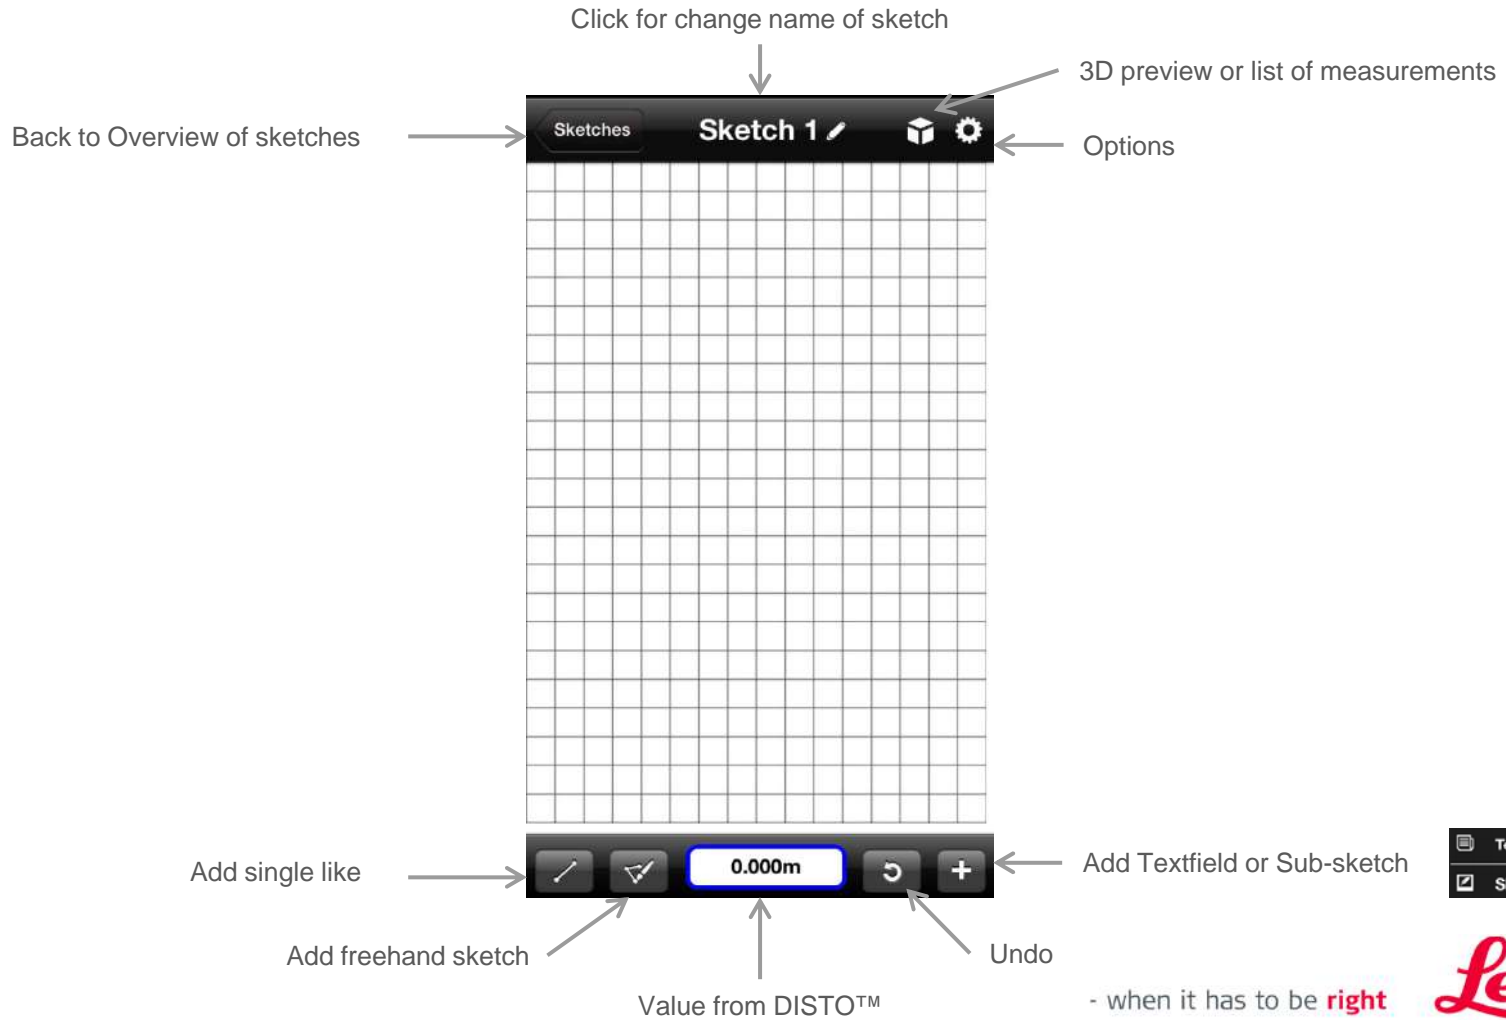 Click for change name of sketch
3D preview or list of measurements
Back to Overview of sketches
Sketches
Sketch 1
Options
Add single like
0.000m
Add Textfield or Sub-sketch
Add freehand sketch
Undo
Value from DISTO™
- when it has to be right